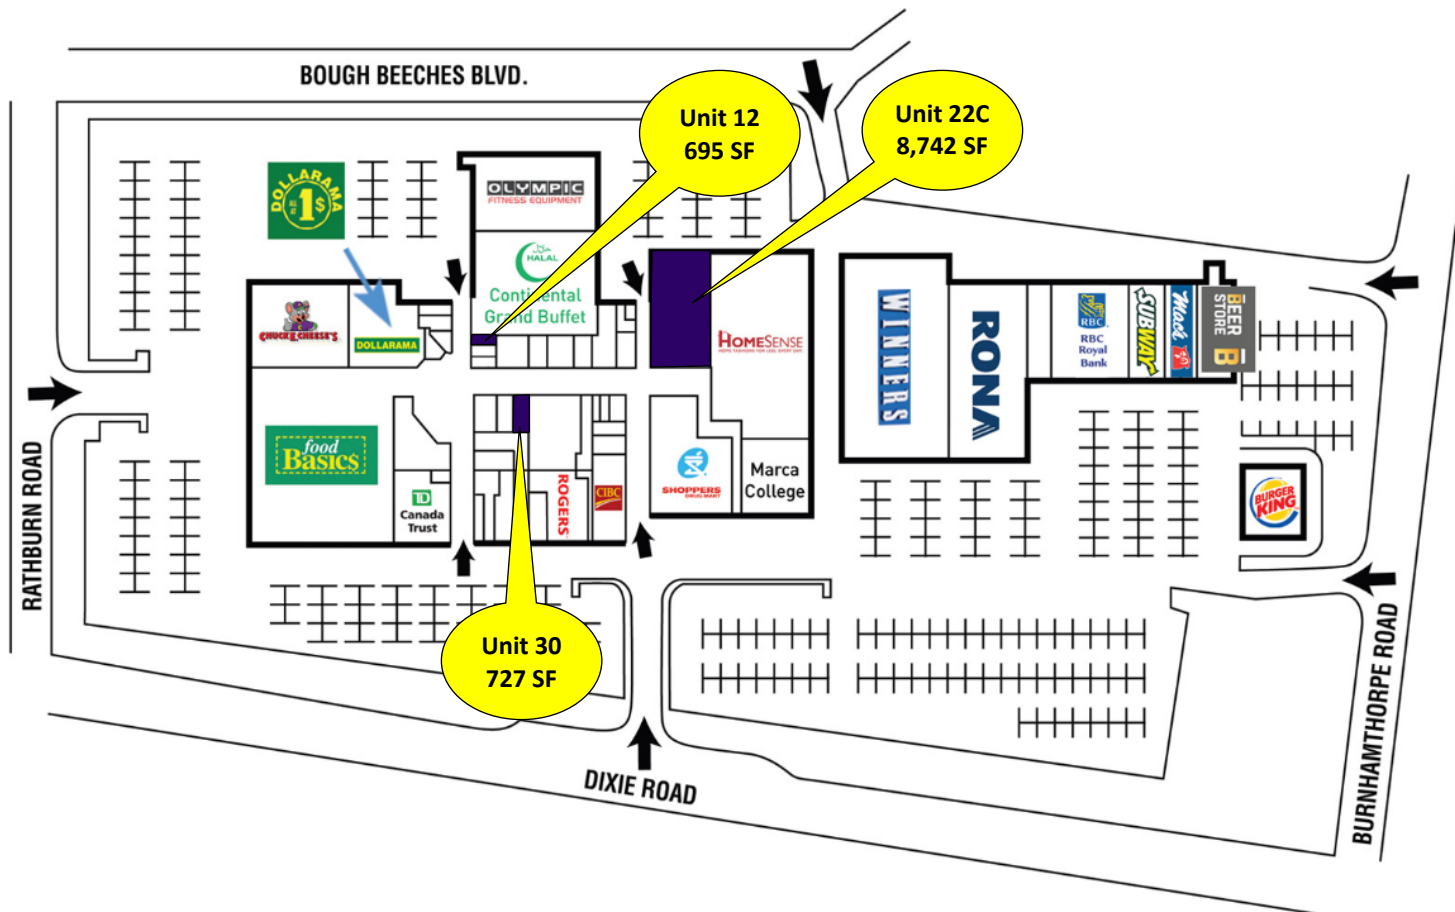 BOUGH BEECHES BLVD.
Unit 12
695 SF
Unit 22C
8,742 SF
DOLLARAMA
1$
OLYMPIC
FITNESS EQUIPMENT
HALAL
Continental
Grand Buffet
CHUCK E. CHEESE'S
DOLLARAMA
HOMESENSE
WINNERS
RONA
RBC
RBC
Royal
Bank
SUBWAY
Mac's
BEER
STORE
B
food
Basics
TD
Canada
Trust
ROGERS
CIBC
SHOPPERS
DRUG MART
Marca
College
BURGER
KING
Unit 30
727 SF
RATHBURN ROAD
DIXIE ROAD
BURNHAMTHORPE ROAD